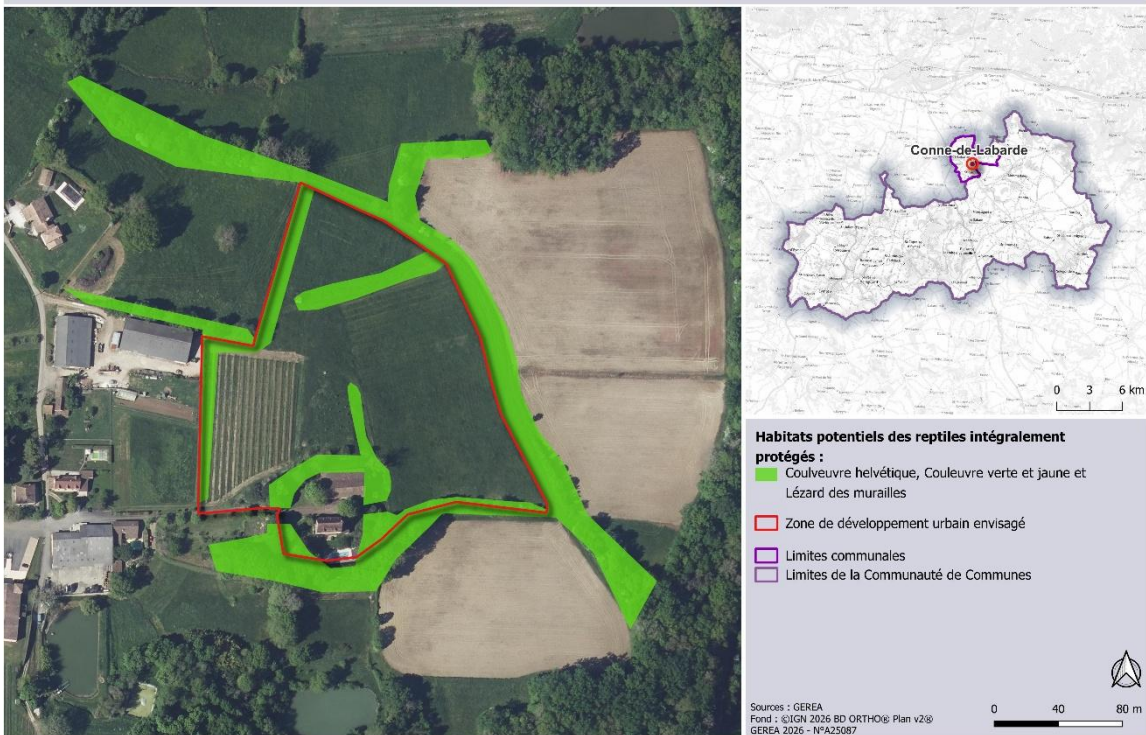 Conne-de-Labarde
0 3 6 km
Habitats potentiels des reptiles intégralement
protégés :
Coulveuvre helvétique, Couleuvre verte et jaune et
Lézard des murailles
Zone de développement urbain envisagé
Limites communales
Limites de la Communauté de Communes
Sources : GEREA
Fond : ©IGN 2026 BD ORTHO® Plan v2®
GEREA 2026 - N°A25087
0 40 80 m